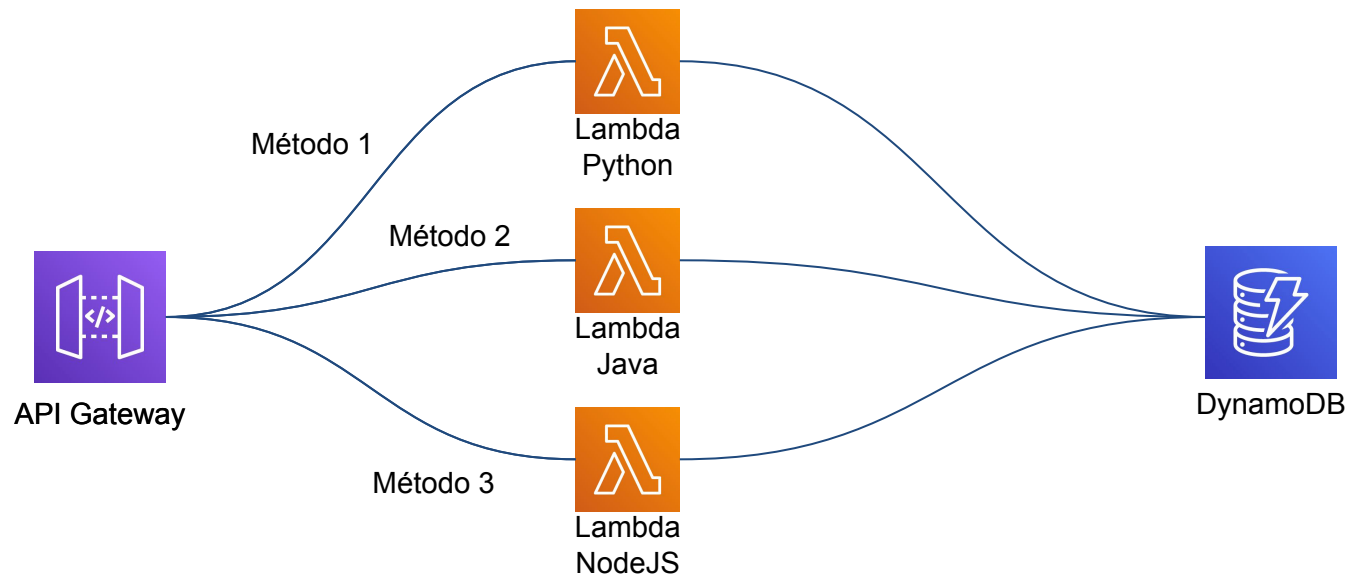 Lambda
Python
Método 1
Método 2
Lambda
Java
API Gateway
DynamoDB
Método 3
Lambda
NodeJS